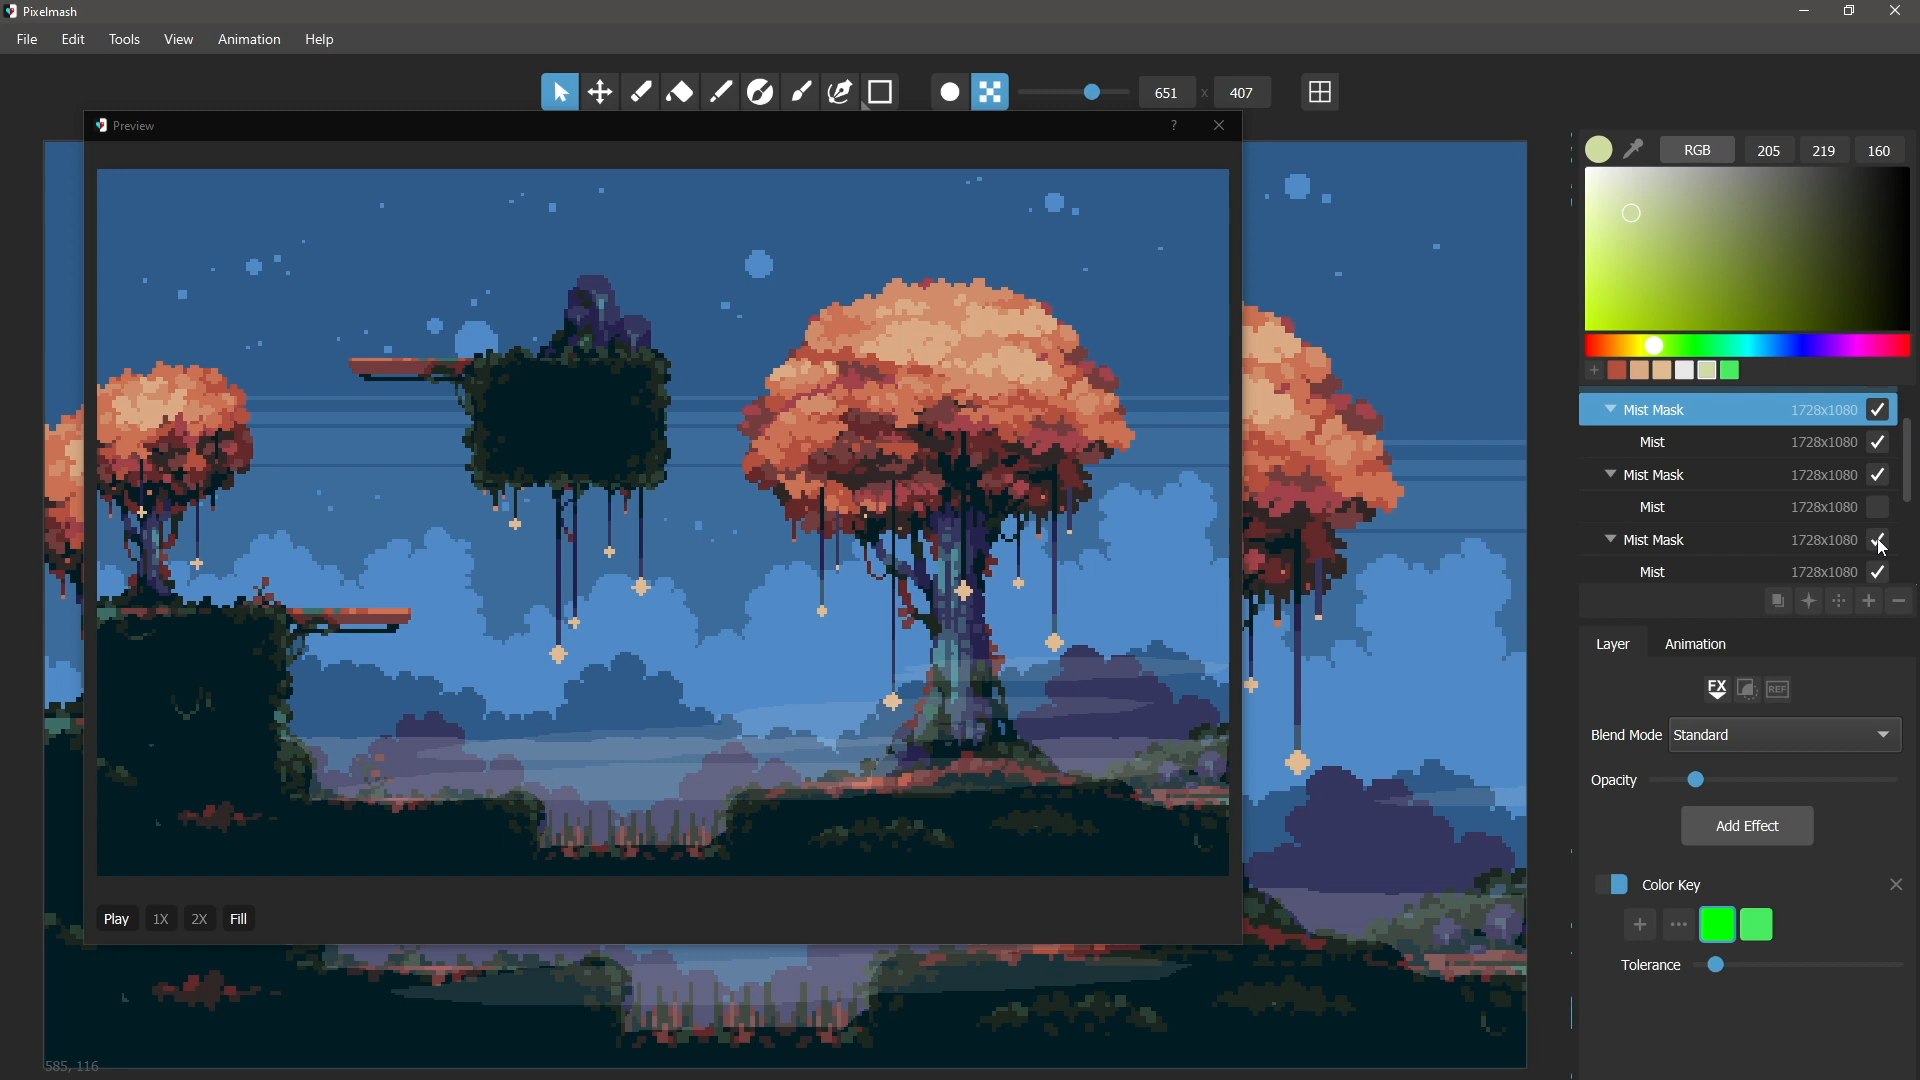 Pixelmash
File Edit Tools View Animation Help
651 x 407
Preview ?
RGB 205 219 160
Mist Mask 1728x1080
Mist 1728x1080
Mist Mask 1728x1080
Mist 1728x1080
Mist Mask 1728x1080
Mist 1728x1080
Layer Animation
FX REF
Blend Mode Standard
Opacity
Add Effect
Color Key
Tolerance
Play 1X 2X Fill
585, 116